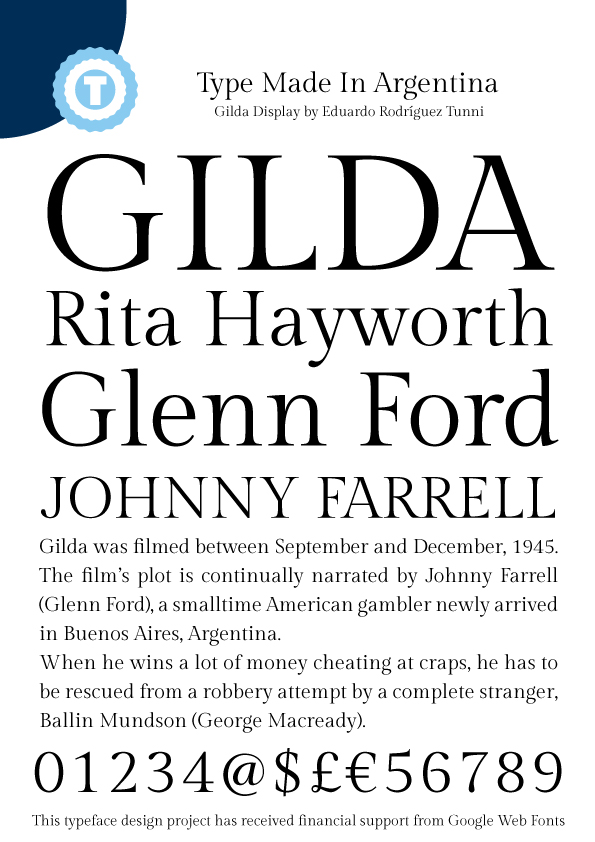 T
Type Made In Argentina
Gilda Display by Eduardo Rodríguez Tunni
GILDA
Rita Hayworth
Glenn Ford
JOHNNY FARRELL
Gilda was filmed between September and December, 1945.
The film's plot is continually narrated by Johnny Farrell
(Glenn Ford), a smalltime American gambler newly arrived
in Buenos Aires, Argentina.
When he wins a lot of money cheating at craps, he has to
be rescued from a robbery attempt by a complete stranger,
Ballin Mundson (George Macready).
01234@$£€56789
This typeface design project has received financial support from Google Web Fonts